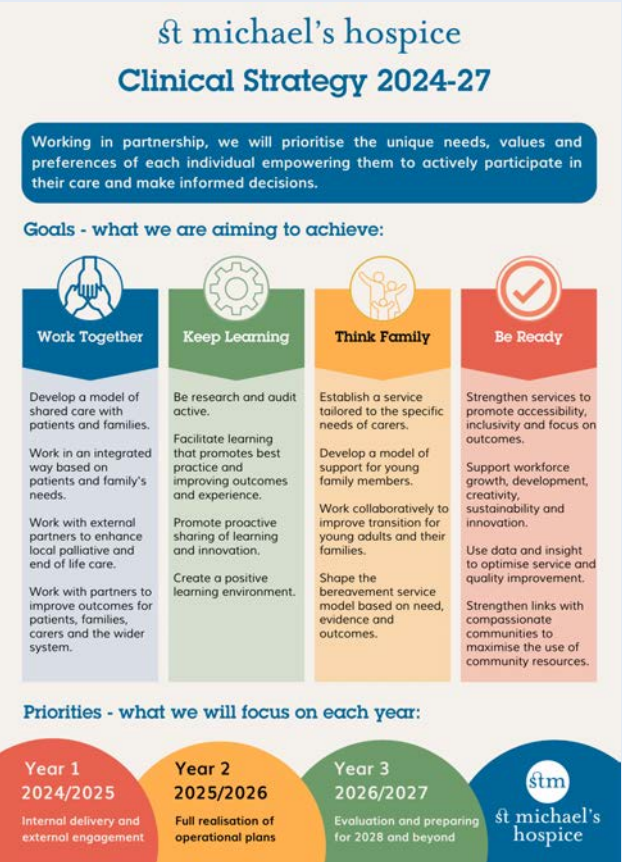 st michael's hospice
Clinical Strategy 2024-27
Working in partnership, we will prioritise the unique needs, values and
preferences of each individual empowering them to actively participate in
their care and make informed decisions.
Goals - what we are aiming to achieve:
Work Together
Develop a model of
shared care with
patients and families.
Work in an integrated
way based on
patients and family's
needs.
Work with external
partners to enhance
local palliative and
end of life care.
Work with partners to
improve outcomes for
patients, families,
carers and the wider
system.
Keep Learning
Be research and audit
active.
Facilitate learning
that promotes best
practice and
improving outcomes
and experience.
Promote proactive
sharing of learning
and innovation.
Create a positive
learning environment.
Think Family
Establish a service
tailored to the specific
needs of carers.
Develop a model of
support for young
family members.
Work collaboratively to
improve transition for
young adults and their
families.
Shape the
bereavement service
model based on need,
evidence and
outcomes.
Be Ready
Strengthen services to
promote accessibility,
inclusivity and focus on
outcomes.
Support workforce
growth, development,
creativity,
sustainability and
innovation.
Use data and insight
to optimise service and
quality improvement.
Strengthen links with
compassionate
communities to
maximise the use of
community resources.
Priorities - what we will focus on each year:
Year 1
2024/2025
Internal delivery and
external engagement
Year 2
2025/2026
Full realisation of
operational plans
Year 3
2026/2027
Evaluation and preparing
for 2028 and beyond
stm
st michael's
hospice